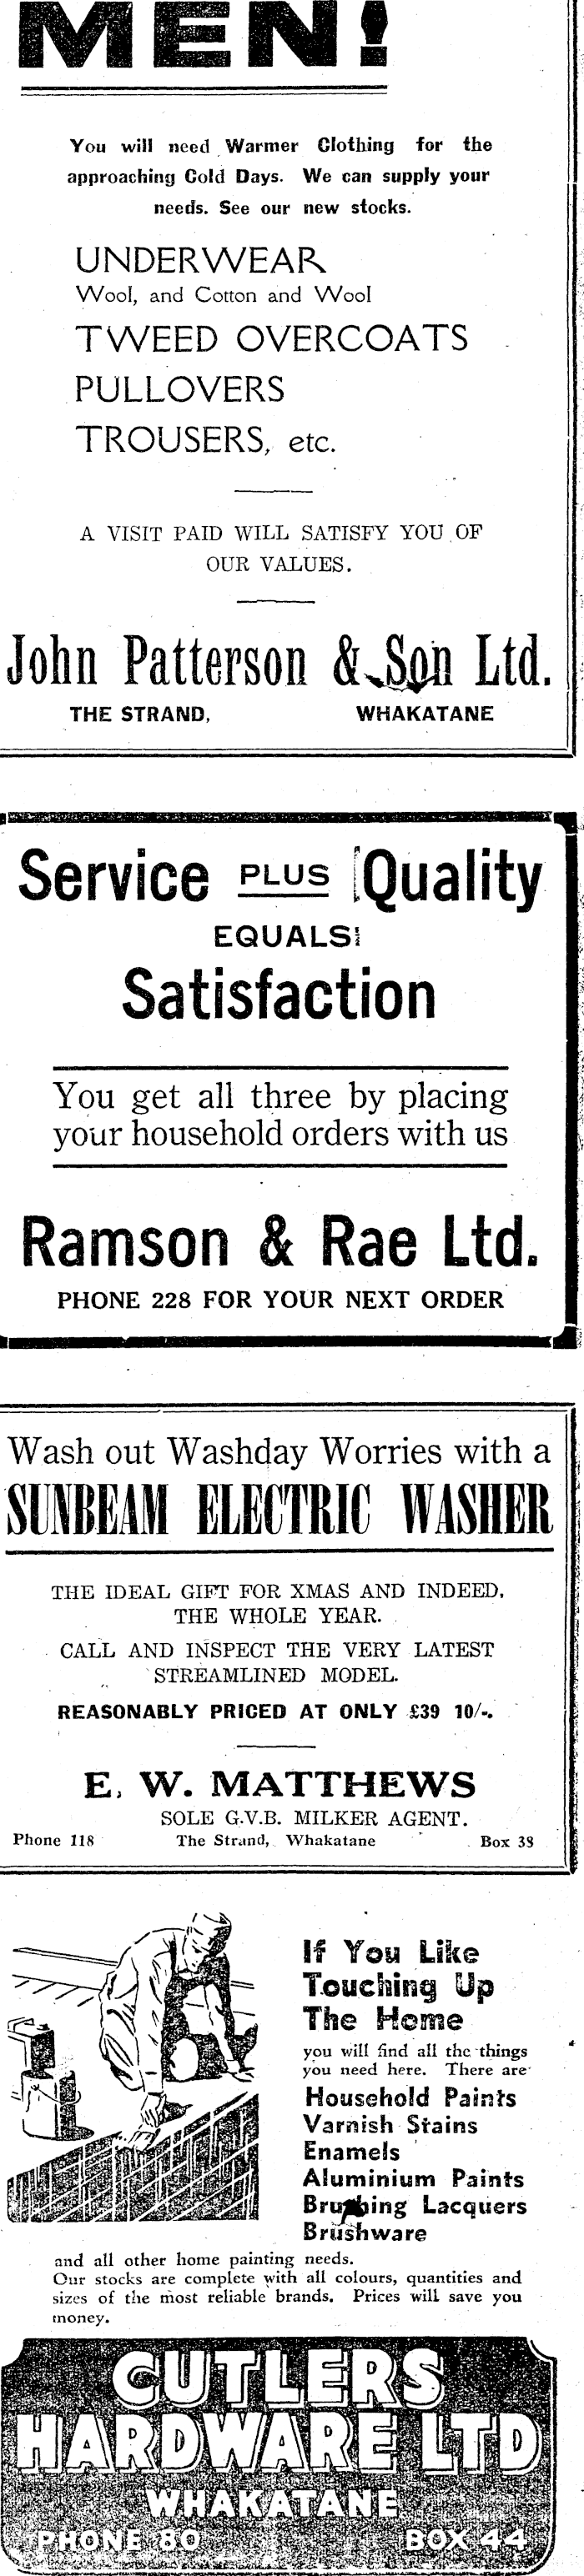 MEN!
You will need Warmer Clothing for the
approaching Cold Days. We can supply your
needs. See our new stocks.
UNDERWEAR
Wool, and Cotton and Wool
TWEED OVERCOATS
PULLOVERS
TROUSERS, etc.
A VISIT PAID WILL SATISFY YOU OF
OUR VALUES.
John Patterson & Son Ltd.
THE STRAND, WHAKATANE
Service PLUS Quality
EQUALS
Satisfaction
You get all three by placing
your household orders with us
Ramson & Rae Ltd.
PHONE 228 FOR YOUR NEXT ORDER
Wash out Washday Worries with a
SUNBEAM ELECTRIC WASHER
THE IDEAL GIFT FOR XMAS AND INDEED,
THE WHOLE YEAR.
CALL AND INSPECT THE VERY LATEST
STREAMLINED MODEL.
REASONABLY PRICED AT ONLY £39 10/-.
E. W. MATTHEWS
SOLE G.V.B. MILKER AGENT.
Phone 118 The Strand, Whakatane Box 38
If You Like
Touching Up
The Home
you will find all the things
you need here. There are
Household Paints
Varnish Stains
Enamels
Aluminium Paints
Brushing Lacquers
Brushware
and all other home painting needs.
Our stocks are complete with all colours, quantities and
sizes of the most reliable brands. Prices will save you
money.
CUTLERS
HARDWARE LTD
WHAKATANE
PHONE 80 BOX 44